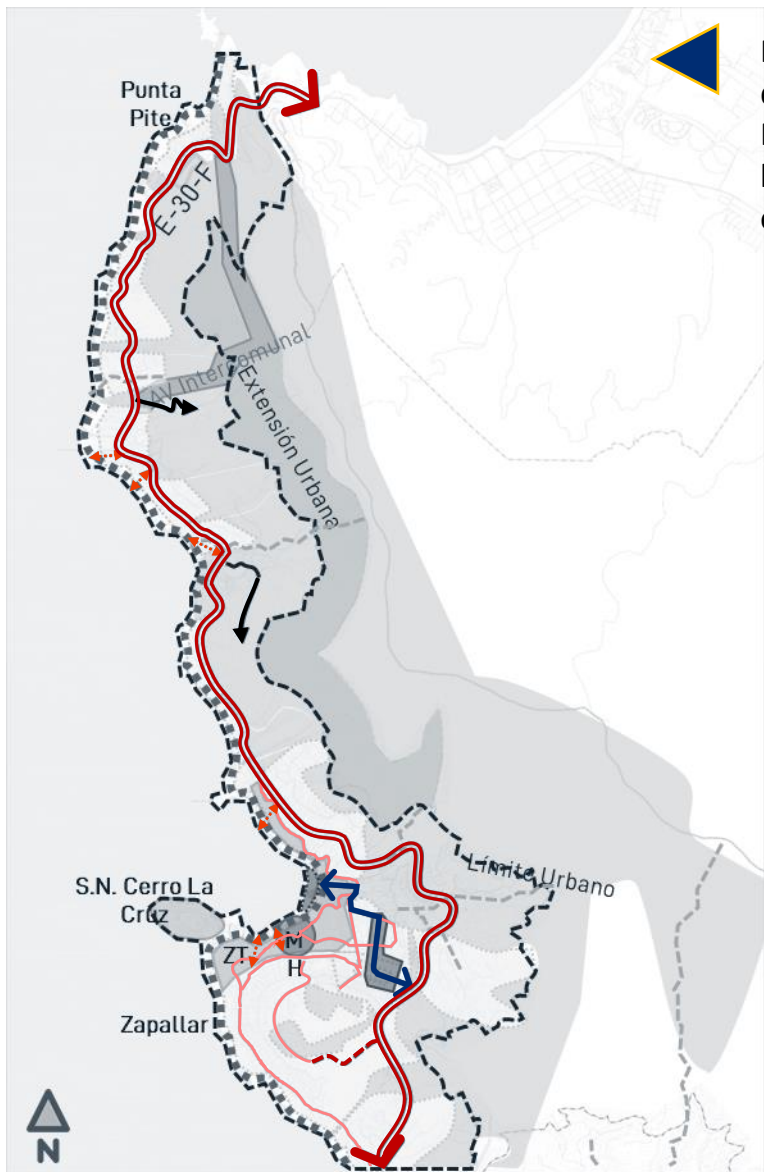 Punta
Pite
E-30-F
AV Intercomunal
Extensión Urbana
Límite Urbano
S.N. Cerro La
Cruz
ZT
M
H
Zapallar
N